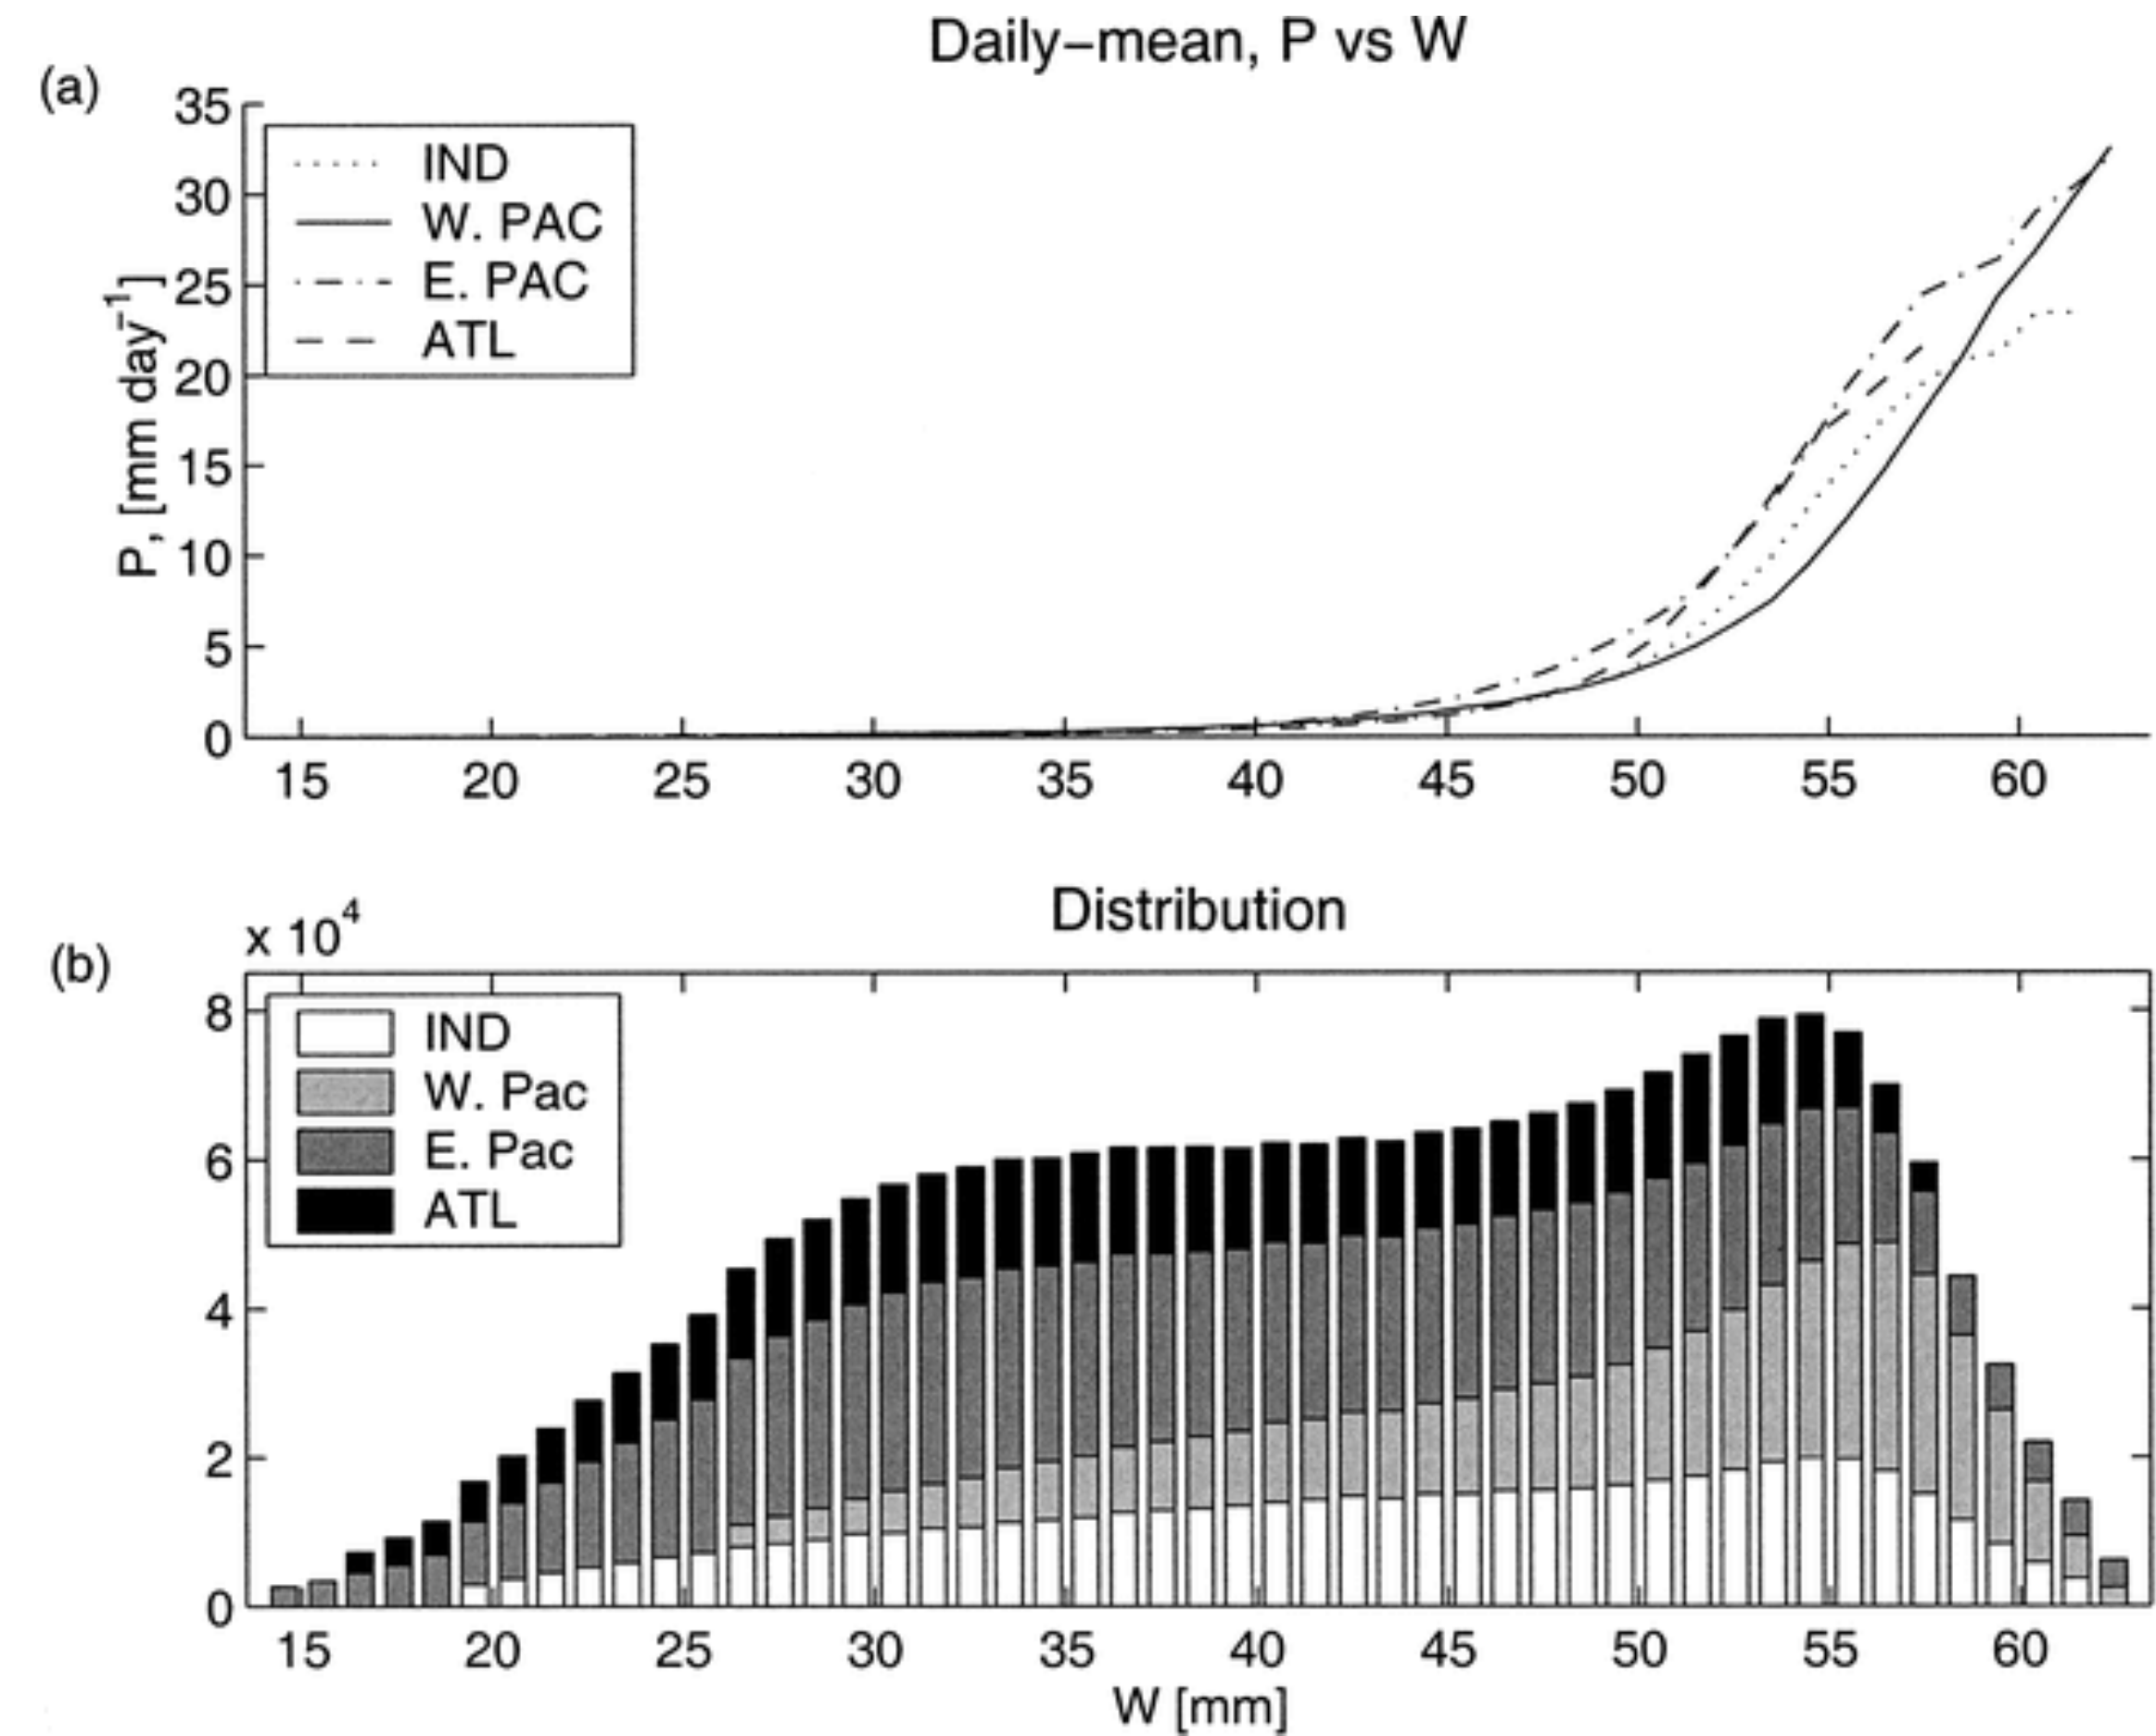 Daily-mean, P vs W
(a)
35
30
25
20
15
10
5
0
P, [mm day⁻¹]
IND
W. PAC
E. PAC
ATL
15 20 25 30 35 40 45 50 55 60
Distribution
x 10⁴
(b)
8
6
4
2
0
IND
W. Pac
E. Pac
ATL
15 20 25 30 35 40 45 50 55 60
W [mm]